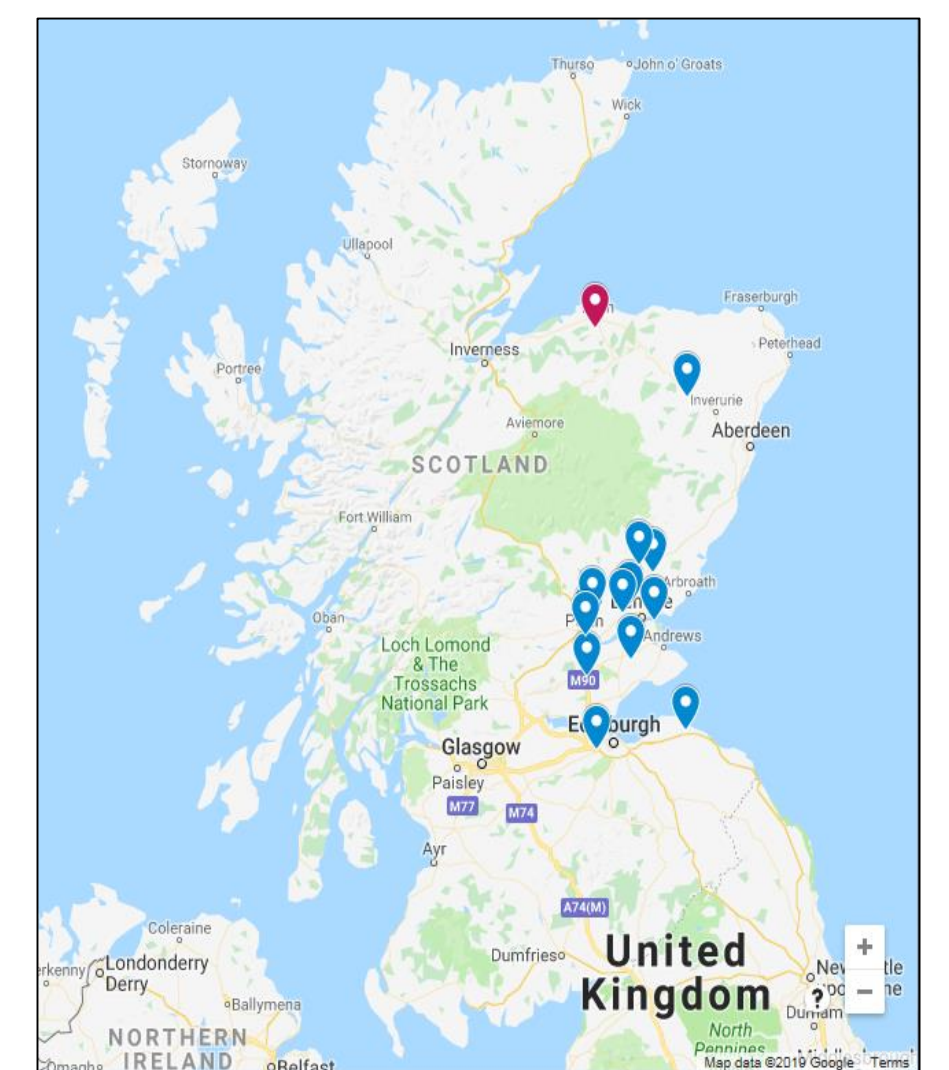 Thurso
John o' Groats
Wick
Stornoway
Ullapool
Fraserburgh
Peterhead
Inverness
Portree
Inverurie
Aviemore
Aberdeen
SCOTLAND
Fort William
Arbroath
Oban
Andrews
Loch Lomond
& The
Trossachs
National Park
M90
Glasgow
Paisley
M77
M74
Ayr
A74(M)
Coleraine
Dumfries
United
Kingdom
Londonderry
Derry
Ballymena
+
−
?
NORTHERN
IRELAND
North
Pennines
Belfast
Map data ©2019 Google
Terms